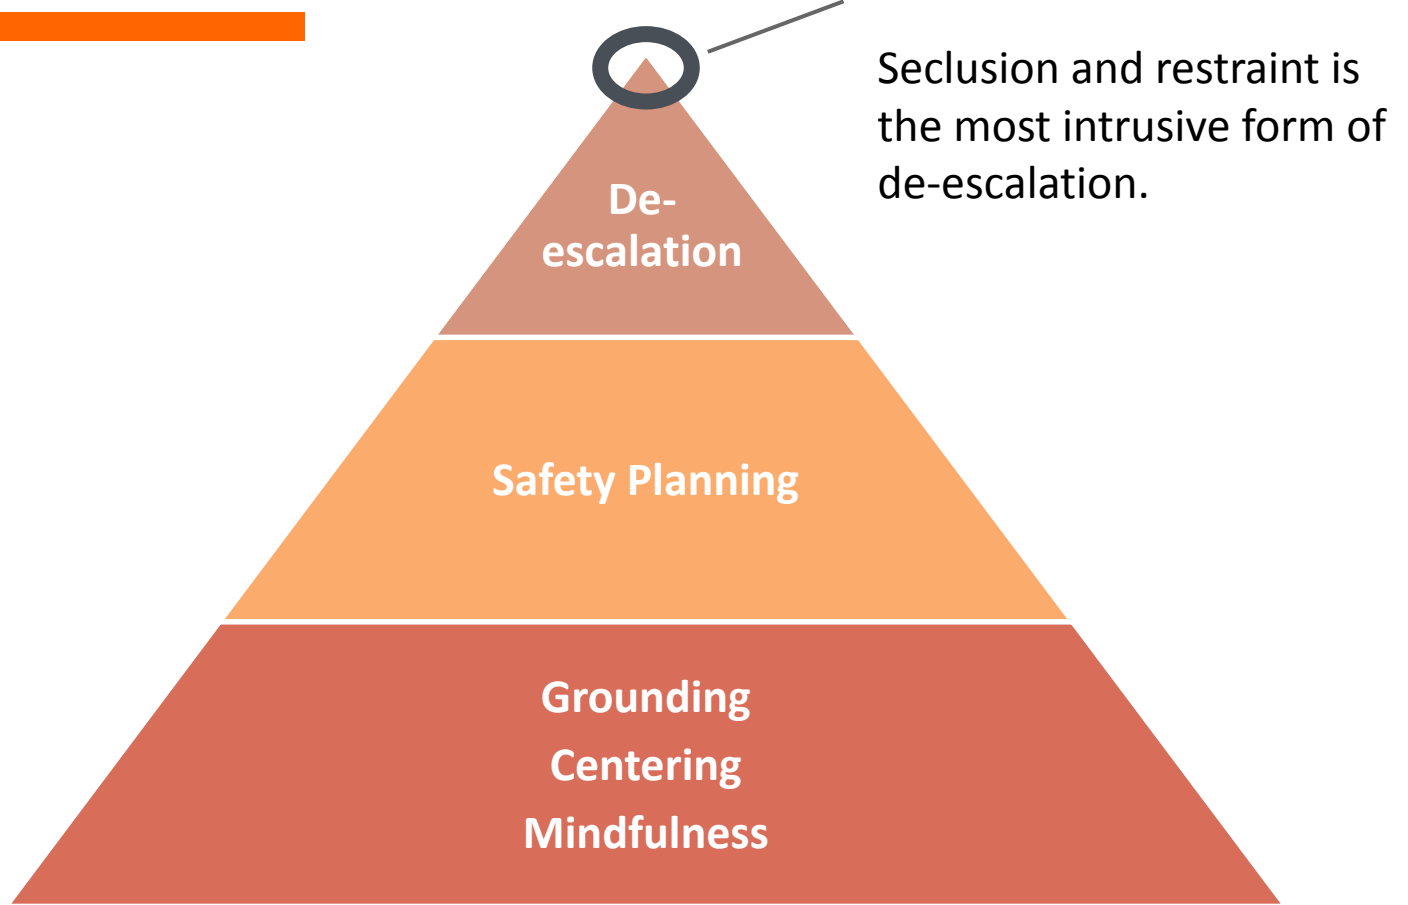 Seclusion and restraint is
the most intrusive form of
de-escalation.
De-
escalation
Safety Planning
Grounding
Centering
Mindfulness